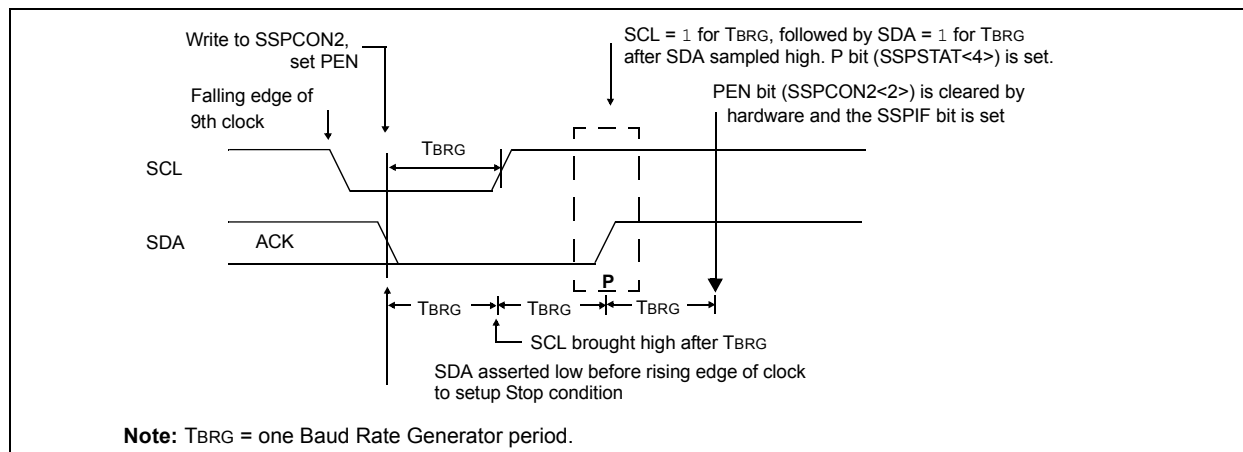 Write to SSPCON2,
set PEN
SCL = 1 for TBRG, followed by SDA = 1 for TBRG
after SDA sampled high. P bit (SSPSTAT<4>) is set.
Falling edge of
9th clock
PEN bit (SSPCON2<2>) is cleared by
hardware and the SSPIF bit is set
TBRG
SCL
SDA
ACK
P
TBRG
TBRG
TBRG
SCL brought high after TBRG
SDA asserted low before rising edge of clock
to setup Stop condition
Note: TBRG = one Baud Rate Generator period.